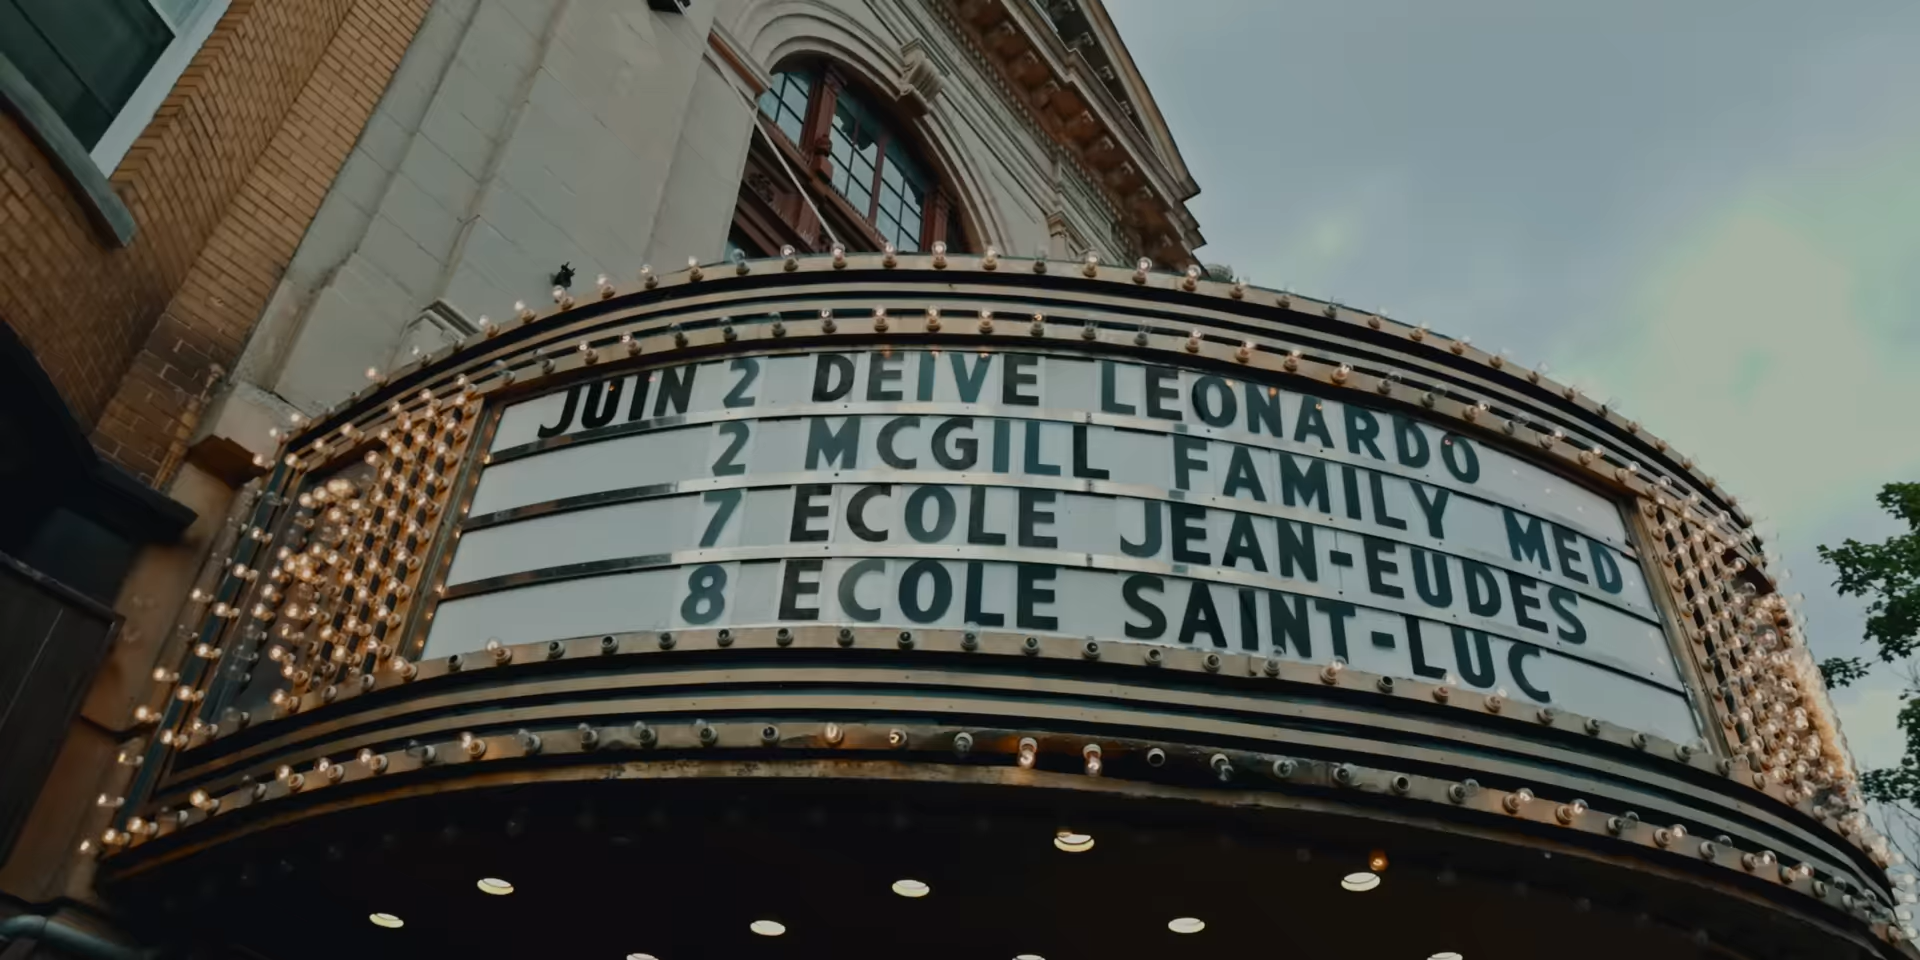 JUIN 2 DEIVE LEONARDO
2 MCGILL FAMILY MED
7 ECOLE JEAN-EUDES
8 ECOLE SAINT-LUC